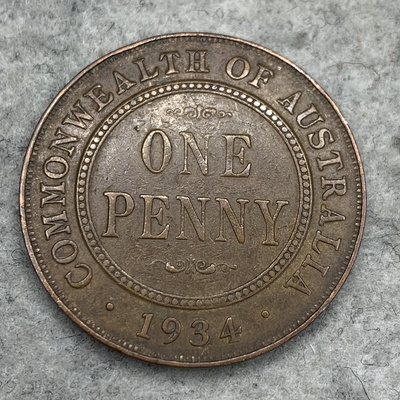 COMMONWEALTH OF AUSTRALIA
ONE
PENNY
· 1934 ·